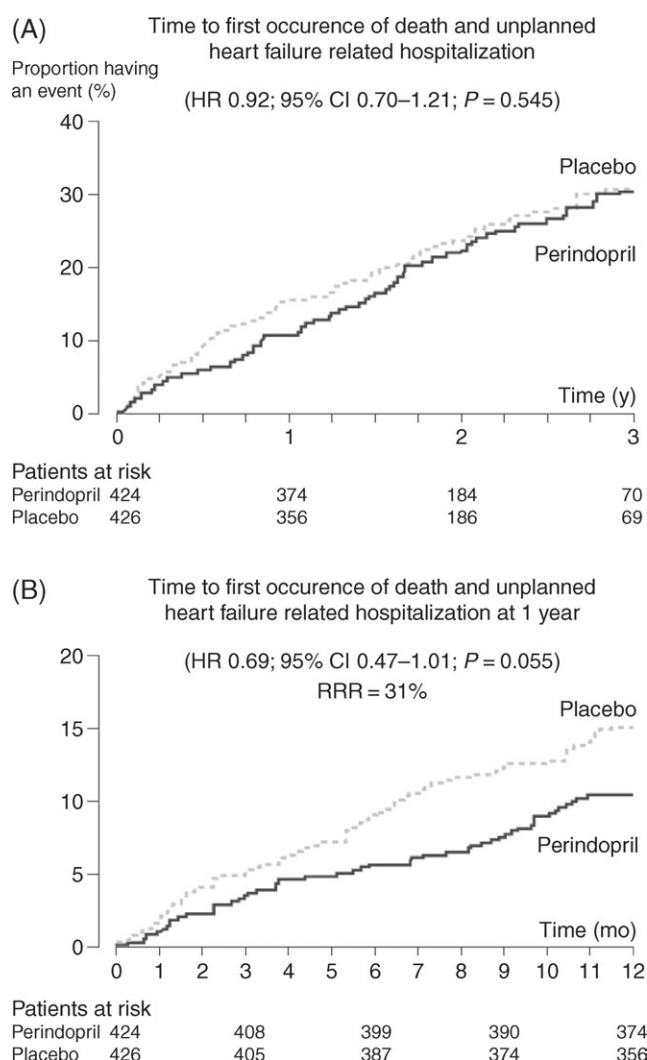 (A)
Time to first occurence of death and unplanned
heart failure related hospitalization
Proportion having
an event (%)
(HR 0.92; 95% CI 0.70–1.21; P = 0.545)
40
30
20
10
0
Placebo
Perindopril
Time (y)
0 1 2 3
Patients at risk
Perindopril 424 374 184 70
Placebo 426 356 186 69
(B)
Time to first occurence of death and unplanned
heart failure related hospitalization at 1 year
(HR 0.69; 95% CI 0.47–1.01; P = 0.055)
RRR = 31%
20
15
10
5
0
Placebo
Perindopril
Time (mo)
0 1 2 3 4 5 6 7 8 9 10 11 12
Patients at risk
Perindopril 424 408 399 390 374
Placebo 426 405 387 374 356